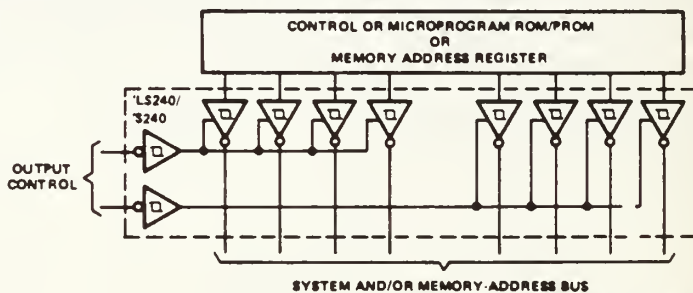 CONTROL OR MICROPROGRAM ROM/PROM
OR
MEMORY ADDRESS REGISTER
'LS240/
'S240
OUTPUT
CONTROL
SYSTEM AND/OR MEMORY-ADDRESS BUS